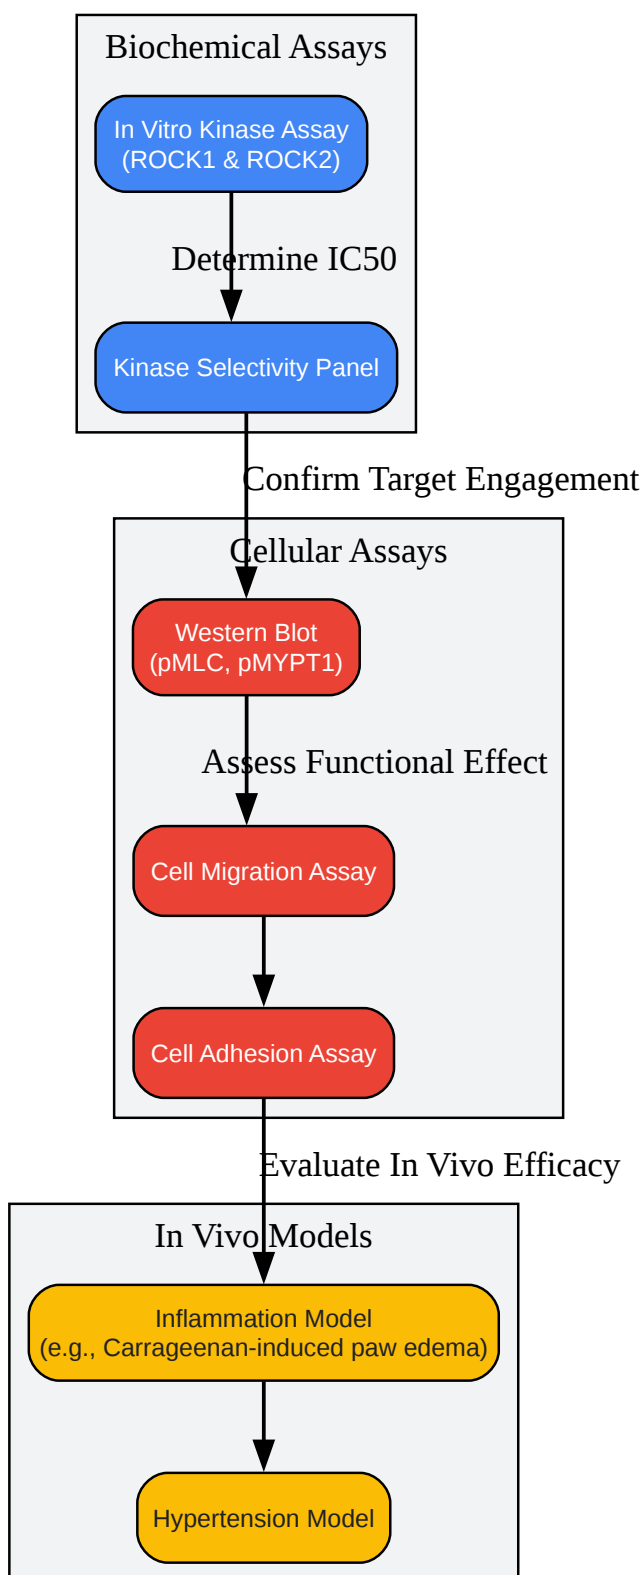 Biochemical Assays
In Vitro Kinase Assay
(ROCK1 & ROCK2)
Determine IC50
Kinase Selectivity Panel
Confirm Target Engagement
Cellular Assays
Western Blot
(pMLC, pMYPT1)
Assess Functional Effect
Cell Migration Assay
Cell Adhesion Assay
Evaluate In Vivo Efficacy
In Vivo Models
Inflammation Model
(e.g., Carrageenan-induced paw edema)
Hypertension Model